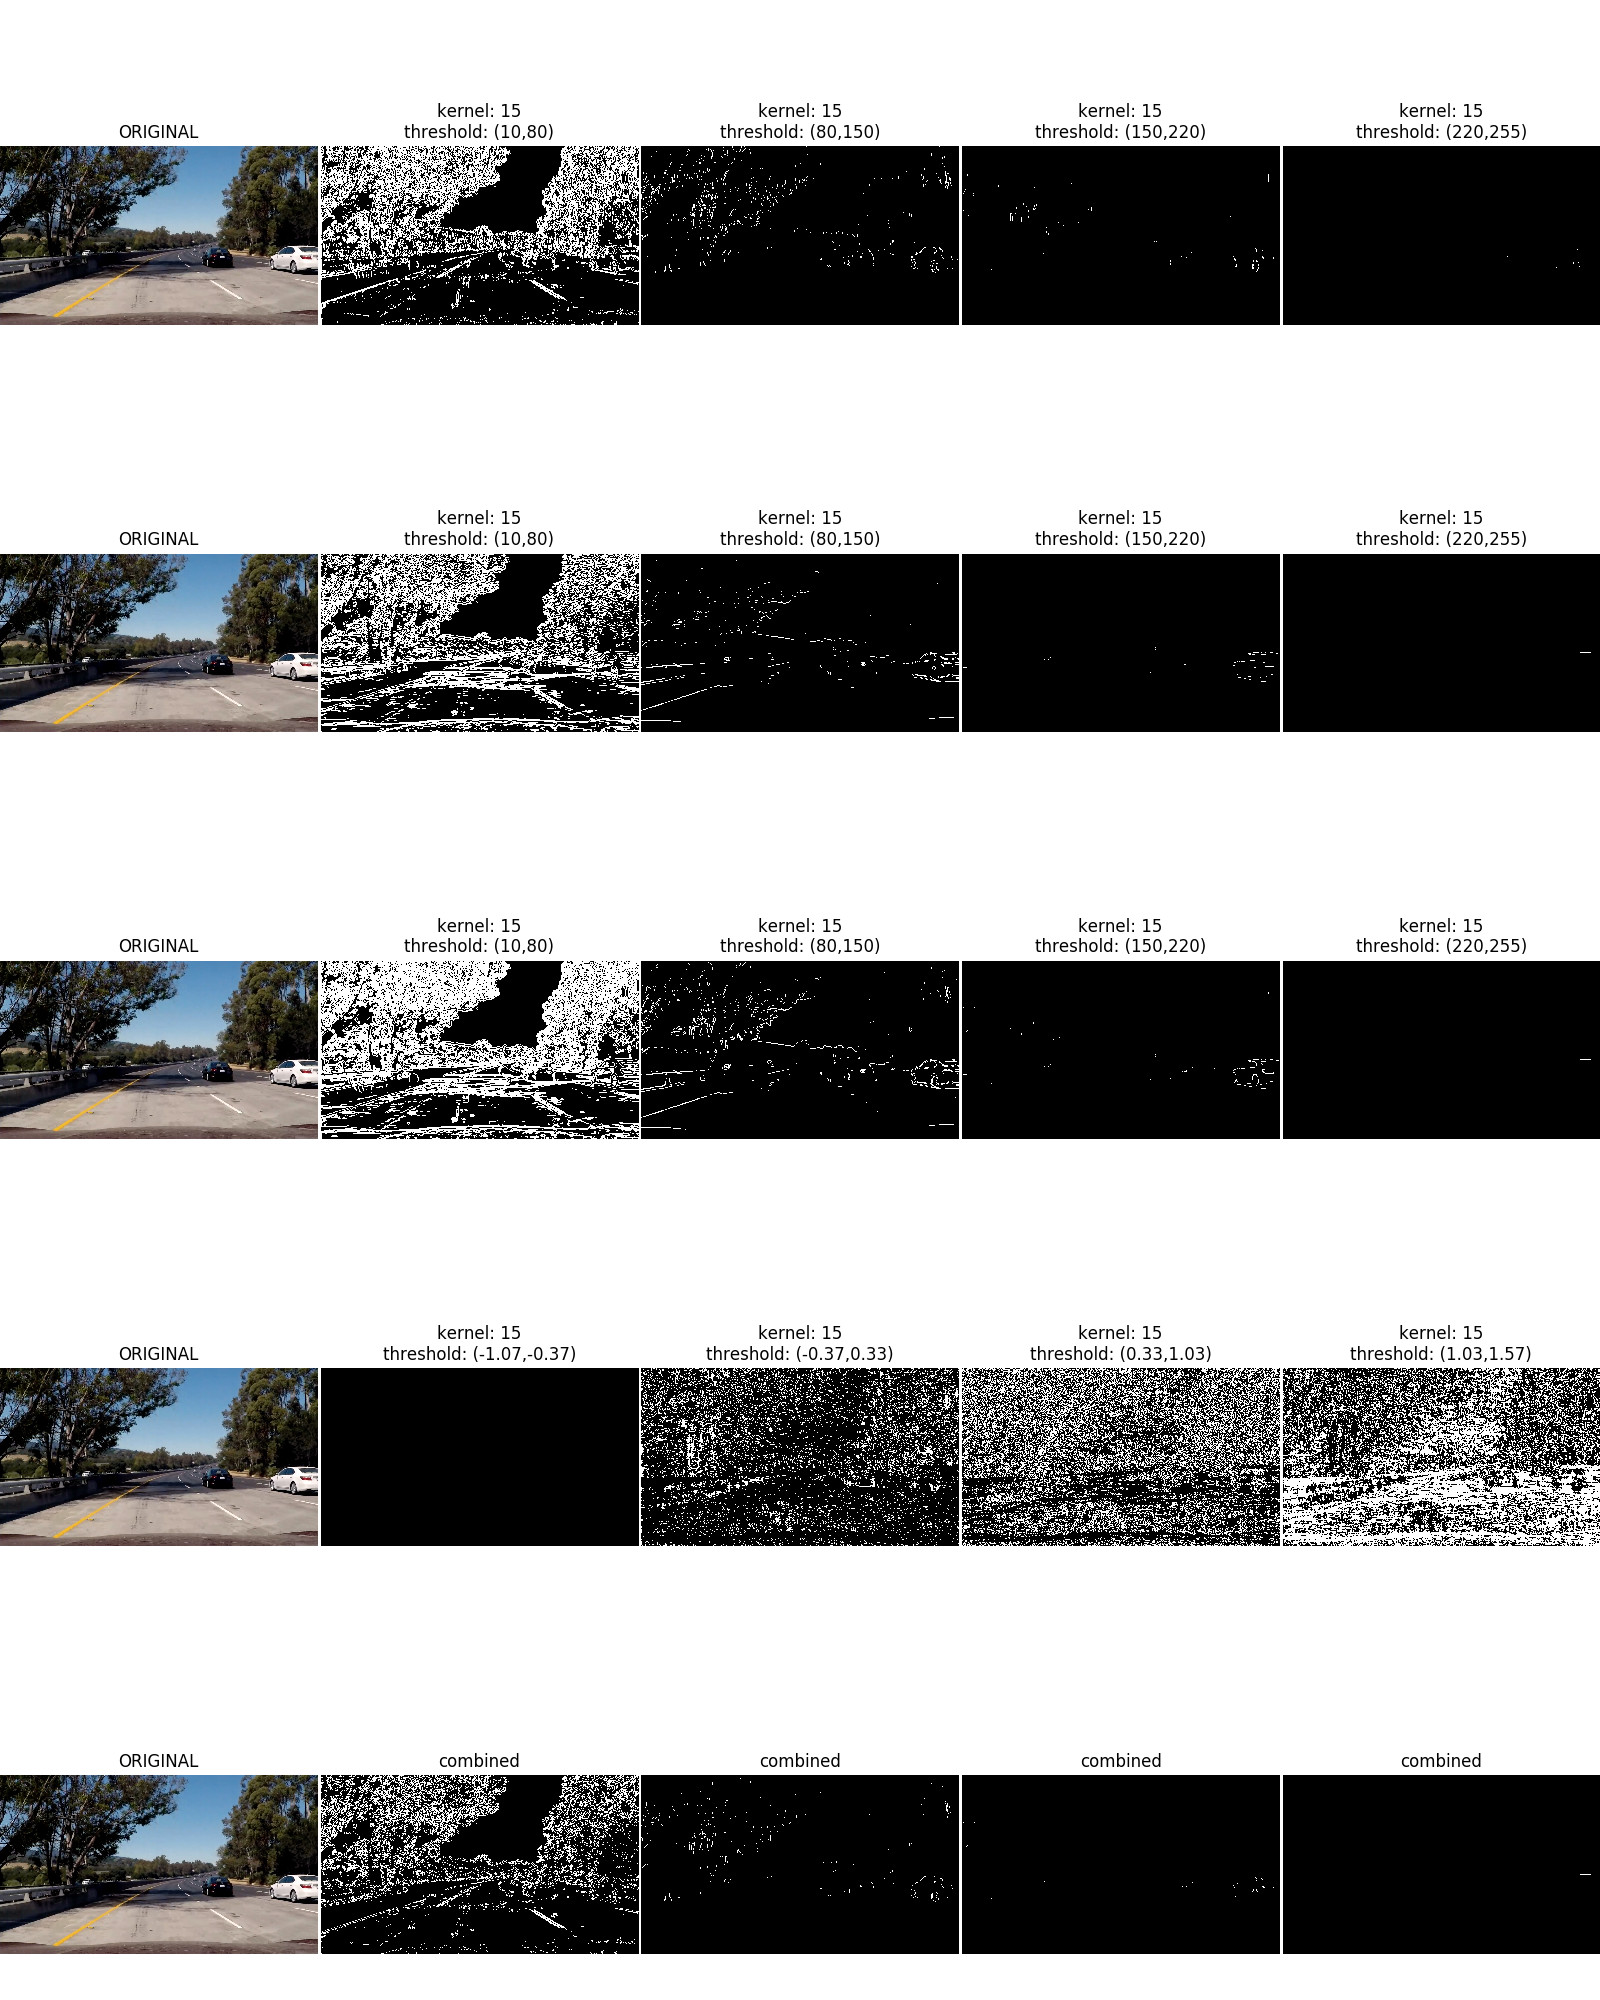 ORIGINAL
kernel: 15
threshold: (10,80)
kernel: 15
threshold: (80,150)
kernel: 15
threshold: (150,220)
kernel: 15
threshold: (220,255)
ORIGINAL
kernel: 15
threshold: (10,80)
kernel: 15
threshold: (80,150)
kernel: 15
threshold: (150,220)
kernel: 15
threshold: (220,255)
ORIGINAL
kernel: 15
threshold: (10,80)
kernel: 15
threshold: (80,150)
kernel: 15
threshold: (150,220)
kernel: 15
threshold: (220,255)
ORIGINAL
kernel: 15
threshold: (-1.07,-0.37)
kernel: 15
threshold: (-0.37,0.33)
kernel: 15
threshold: (0.33,1.03)
kernel: 15
threshold: (1.03,1.57)
ORIGINAL
combined
combined
combined
combined